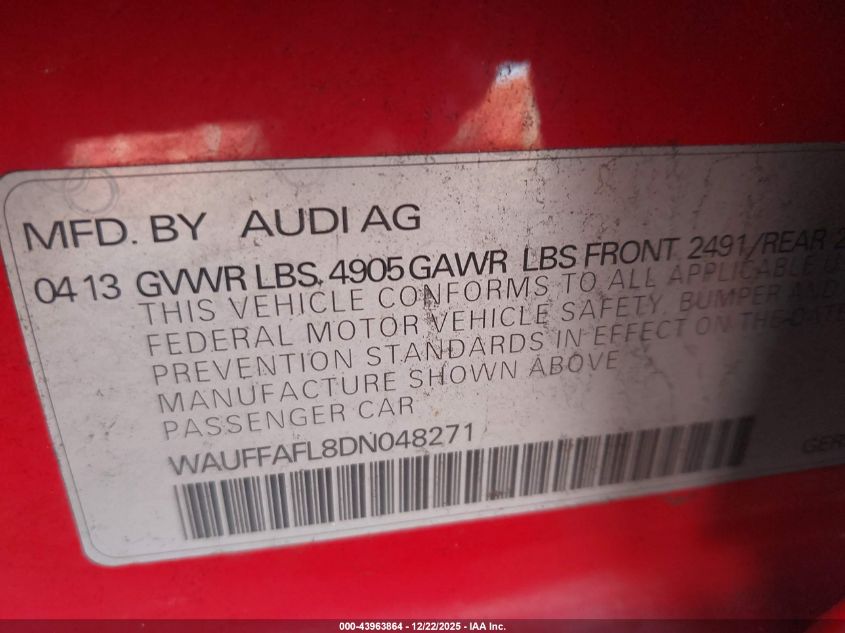 MFD. BY AUDI AG
04 13 GVWR LBS. 4905 GAWR LBS FRONT 2491/REAR 2
THIS VEHICLE CONFORMS TO ALL APPLICABLE U
FEDERAL MOTOR VEHICLE SAFETY, BUMPER AND
PREVENTION STANDARDS IN EFFECT ON THE DATE
MANUFACTURE SHOWN ABOVE
PASSENGER CAR
WAUFFAFL8DN048271
GER
000-43963864 - 12/22/2025 - IAA Inc.